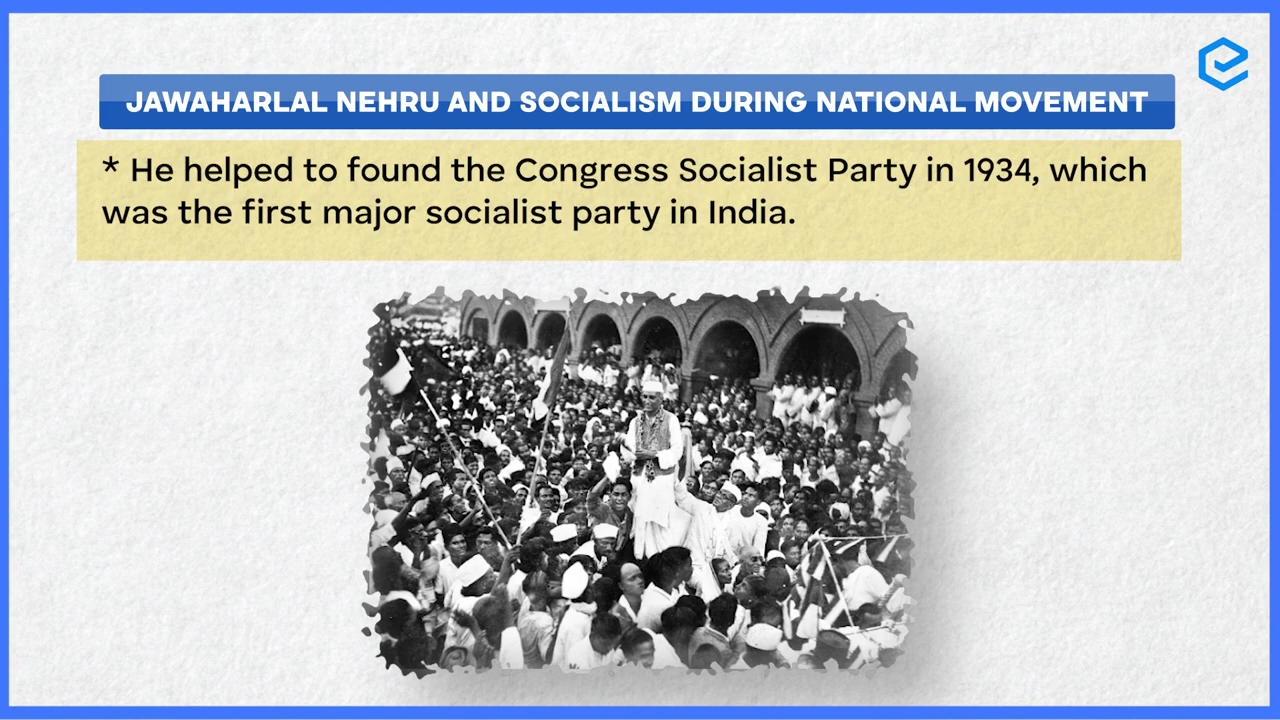 JAWAHARLAL NEHRU AND SOCIALISM DURING NATIONAL MOVEMENT
* He helped to found the Congress Socialist Party in 1934, which
was the first major socialist party in India.